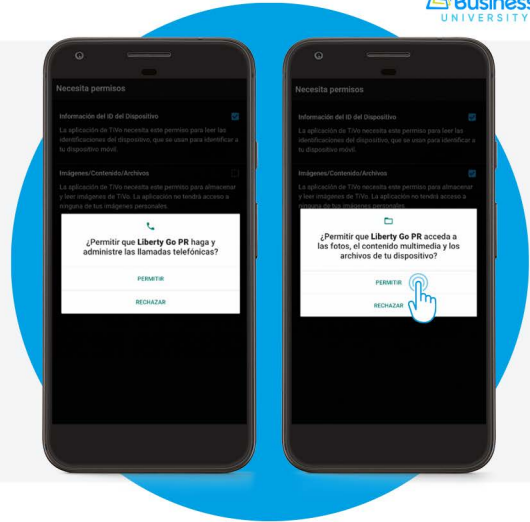 Business
UNIVERSITY
Necesita permisos
Información del ID del Dispositivo
La aplicación de TiVo necesita este permiso para leer las
identificaciones del dispositivo, que se usan para identificar a
tu dispositivo móvil.
Imágenes/Contenido/Archivos
La aplicación de TiVo necesita este permiso para almacenar
y leer imágenes de TiVo. La aplicación no tendrá acceso a
ninguna de tus imágenes personales.
¿Permitir que Liberty Go PR haga y
administre las llamadas telefónicas?
PERMITIR
RECHAZAR
Necesita permisos
Información del ID del Dispositivo
La aplicación de TiVo necesita este permiso para leer las
identificaciones del dispositivo, que se usan para identificar a
tu dispositivo móvil.
Imágenes/Contenido/Archivos
La aplicación de TiVo necesita este permiso para almacenar
y leer imágenes de TiVo. La aplicación no tendrá acceso a
ninguna de tus imágenes personales.
¿Permitir que Liberty Go PR acceda a
las fotos, el contenido multimedia y los
archivos de tu dispositivo?
PERMITIR
RECHAZAR